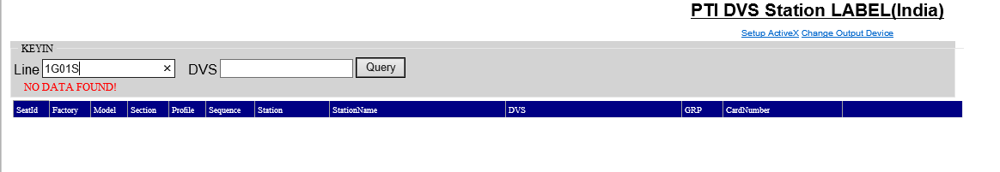 PTI DVS Station LABEL(India)
Setup ActiveX Change Output Device
KEYIN
Line 1G01S × DVS Query
NO DATA FOUND!
SeatId Factory Model Section Profile Sequence Station StationName DVS GRP CardNumber